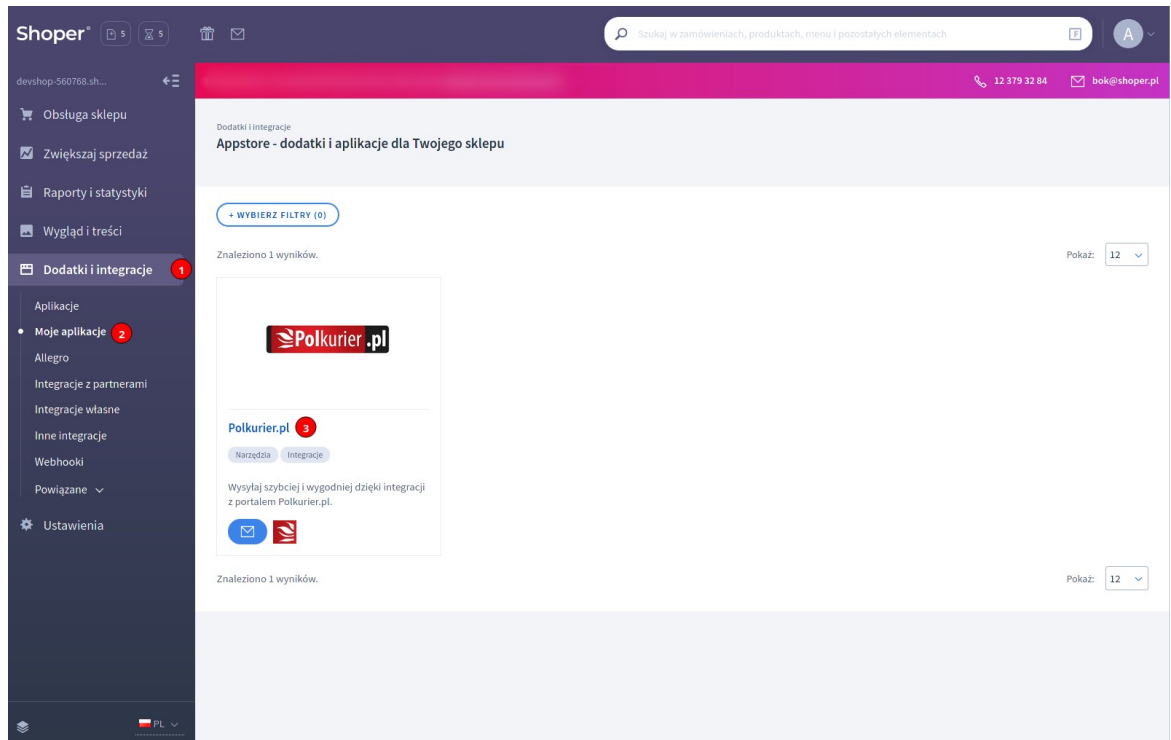 Shoper
5
5
Szukaj w zamówieniach, produktach, menu i pozostałych elementach
F
A
devshop-560768.sh...
12 379 32 84
bok@shoper.pl
Obsługa sklepu
Zwiększaj sprzedaż
Raporty i statystyki
Wygląd i treści
Dodatki i integracje
1
Aplikacje
Moje aplikacje
2
Allegro
Integracje z partnerami
Integracje własne
Inne integracje
Webhooki
Powiązane
Ustawienia
PL
Dodatki i integracje
Appstore - dodatki i aplikacje dla Twojego sklepu
+ WYBIERZ FILTRY (0)
Znaleziono 1 wyników.
Pokaż:
12
Polkurier.pl
Polkurier.pl
3
Narzędzia
Integracje
Wysyłaj szybciej i wygodniej dzięki integracji
z portalem Polkurier.pl.
Znaleziono 1 wyników.
Pokaż:
12